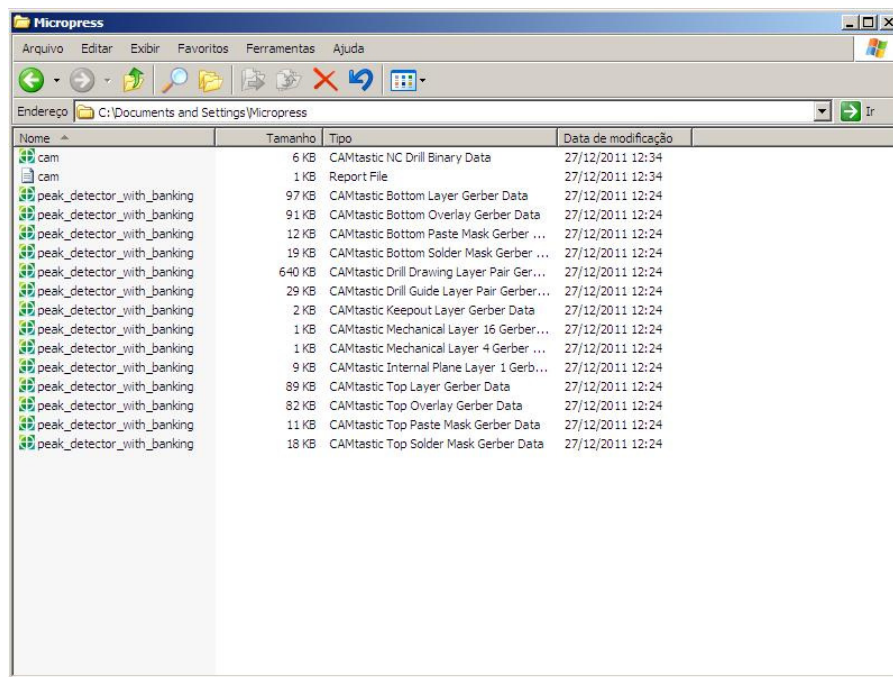 Micropress
Arquivo Editar Exibir Favoritos Ferramentas Ajuda
Endereço C:\Documents and Settings\Micropress Ir
Nome Tamanho Tipo Data de modificação
cam 6 KB CAMtastic NC Drill Binary Data 27/12/2011 12:34
cam 1 KB Report File 27/12/2011 12:34
peak_detector_with_banking 97 KB CAMtastic Bottom Layer Gerber Data 27/12/2011 12:24
peak_detector_with_banking 91 KB CAMtastic Bottom Overlay Gerber Data 27/12/2011 12:24
peak_detector_with_banking 12 KB CAMtastic Bottom Paste Mask Gerber ... 27/12/2011 12:24
peak_detector_with_banking 19 KB CAMtastic Bottom Solder Mask Gerber ... 27/12/2011 12:24
peak_detector_with_banking 640 KB CAMtastic Drill Drawing Layer Pair Ger... 27/12/2011 12:24
peak_detector_with_banking 29 KB CAMtastic Drill Guide Layer Pair Gerber... 27/12/2011 12:24
peak_detector_with_banking 2 KB CAMtastic Keepout Layer Gerber Data 27/12/2011 12:24
peak_detector_with_banking 1 KB CAMtastic Mechanical Layer 16 Gerber... 27/12/2011 12:24
peak_detector_with_banking 1 KB CAMtastic Mechanical Layer 4 Gerber ... 27/12/2011 12:24
peak_detector_with_banking 9 KB CAMtastic Internal Plane Layer 1 Gerb... 27/12/2011 12:24
peak_detector_with_banking 89 KB CAMtastic Top Layer Gerber Data 27/12/2011 12:24
peak_detector_with_banking 82 KB CAMtastic Top Overlay Gerber Data 27/12/2011 12:24
peak_detector_with_banking 11 KB CAMtastic Top Paste Mask Gerber Data 27/12/2011 12:24
peak_detector_with_banking 18 KB CAMtastic Top Solder Mask Gerber Data 27/12/2011 12:24